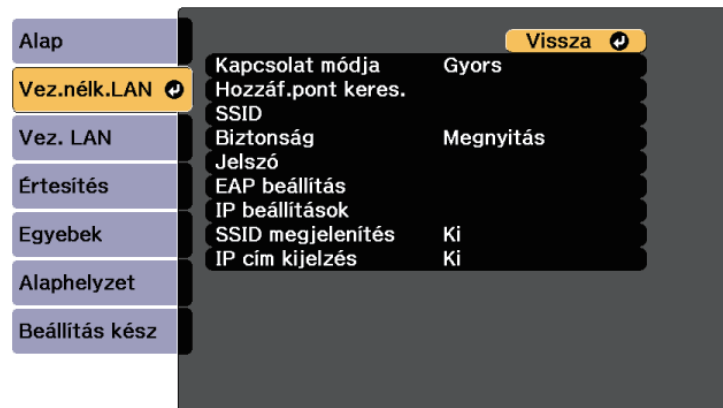 Alap
Vez.nélk.LAN
Vez. LAN
Értesítés
Egyebek
Alaphelyzet
Beállítás kész
Vissza
Kapcsolat módja Gyors
Hozzáf.pont keres.
SSID
Biztonság Megnyitás
Jelszó
EAP beállítás
IP beállítások
SSID megjelenítés Ki
IP cím kijelzés Ki